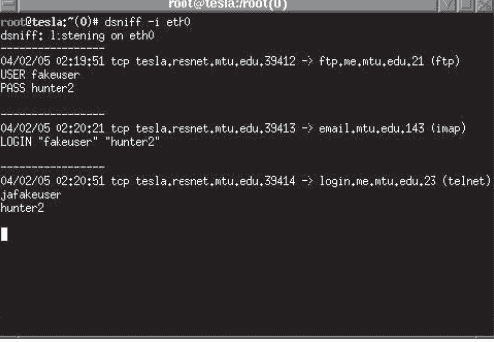 root@tesla:/root(0)
root@tesla:~(0)# dsniff -i eth0
dsniff: listening on eth0
-----------------
04/02/05 02:19:51 tcp tesla.resnet.mtu.edu.39412 -> ftp.me.mtu.edu.21 (ftp)
USER fakeuser
PASS hunter2
-----------------
04/02/05 02:20:21 tcp tesla.resnet.mtu.edu.39413 -> email.mtu.edu.143 (imap)
LOGIN "fakeuser" "hunter2"
-----------------
04/02/05 02:20:51 tcp tesla.resnet.mtu.edu.39414 -> login.me.mtu.edu.23 (telnet)
jafakeuser
hunter2